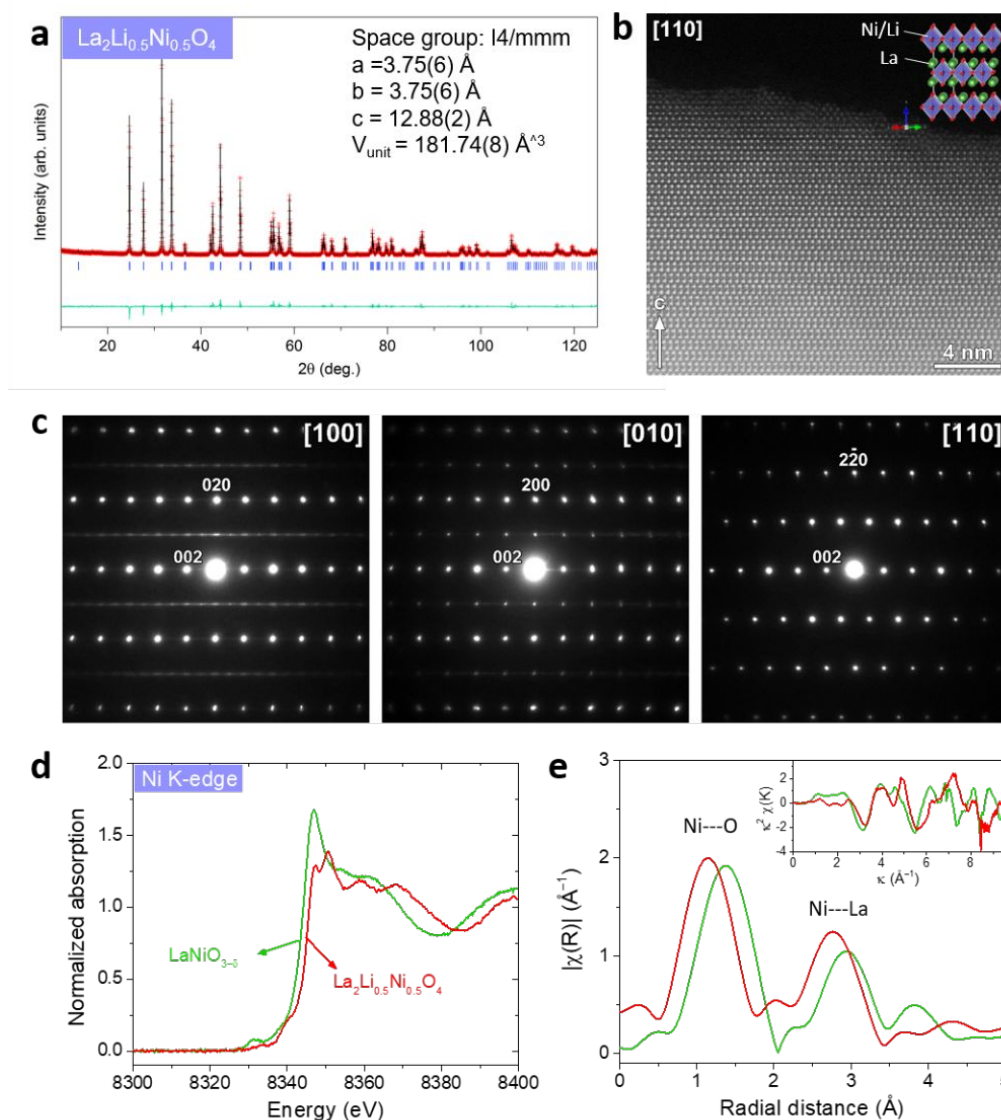 a
La₂Li₀.₅Ni₀.₅O₄
Space group: I4/mmm
a =3.75(6) Å
b = 3.75(6) Å
c = 12.88(2) Å
V_unit = 181.74(8) Å^3
Intensity (arb. units)
20 40 60 80 100 120
2θ (deg.)
b
[110]
Ni/Li
La
c
4 nm
c
[100]
020
002
[010]
200
002
[110]
2-20
002
d
Ni K-edge
2.0
1.5
1.0
0.5
0.0
Normalized absorption
LaNiO₃₋δ
La₂Li₀.₅Ni₀.₅O₄
8300 8320 8340 8360 8380 8400
Energy (eV)
e
3
2
1
0
|χ(R)| (Å⁻¹)
Ni---O
Ni---La
κ² χ(K)
4
2
0
-2
-4
0 2 4 6 8
κ (Å⁻¹)
0 1 2 3 4 5
Radial distance (Å)